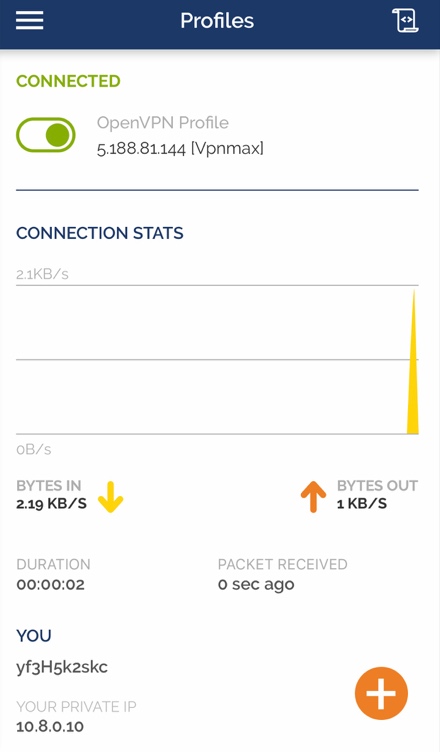 Profiles
CONNECTED
OpenVPN Profile
5.188.81.144 [Vpnmax]
CONNECTION STATS
2.1KB/s
0B/s
BYTES IN
2.19 KB/S
BYTES OUT
1 KB/S
DURATION
00:00:02
PACKET RECEIVED
0 sec ago
YOU
yf3H5k2skc
YOUR PRIVATE IP
10.8.0.10